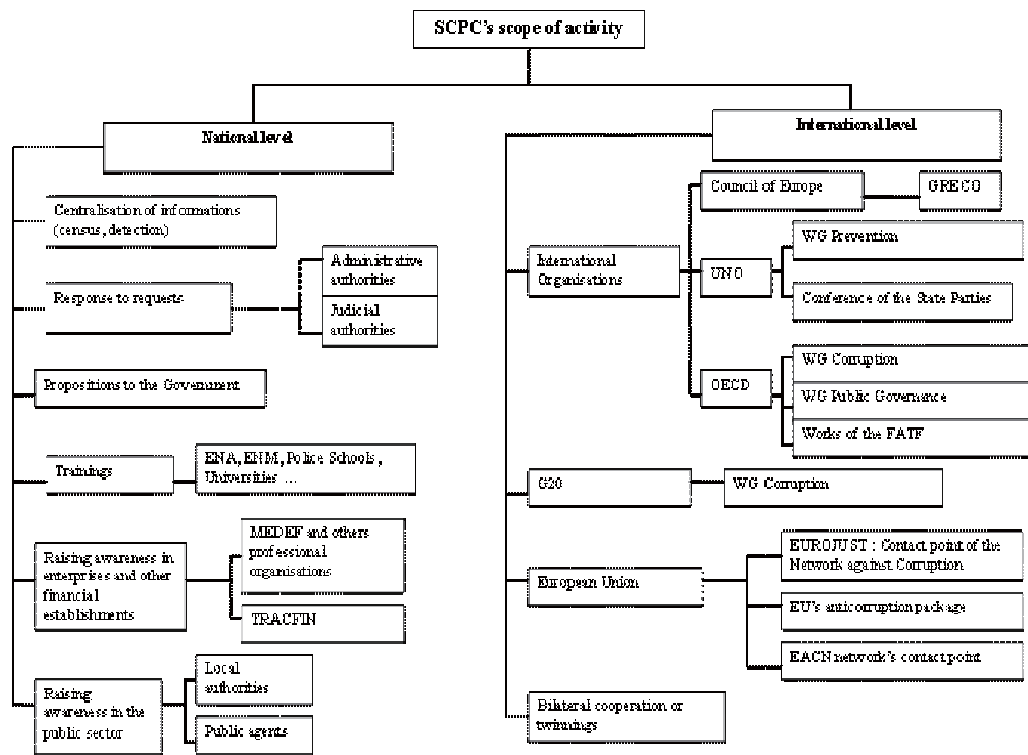 SCPC's scope of activity
National level
Centralisation of informations
(census, detection)
Response to requests
Administrative
authorities
Judicial
authorities
Propositions to the Government
Trainings
ENA, ENM, Police Schools,
Universities ...
Raising awareness in
enterprises and other
financial
establishments
MEDEF and others
professional
organisations
TRACFIN
Raising
awareness in the
public sector
Local
authorities
Public agents
International level
International
Organisations
Council of Europe
GRECO
UNO
WG Prevention
Conference of the State Parties
OECD
WG Corruption
WG Public Governance
Works of the FATF
G20
WG Corruption
European Union
EUROJUST : Contact point of the
Network against Corruption
EU's anticorruption package
EACN network's contact point
Bilateral cooperation or
twinnings